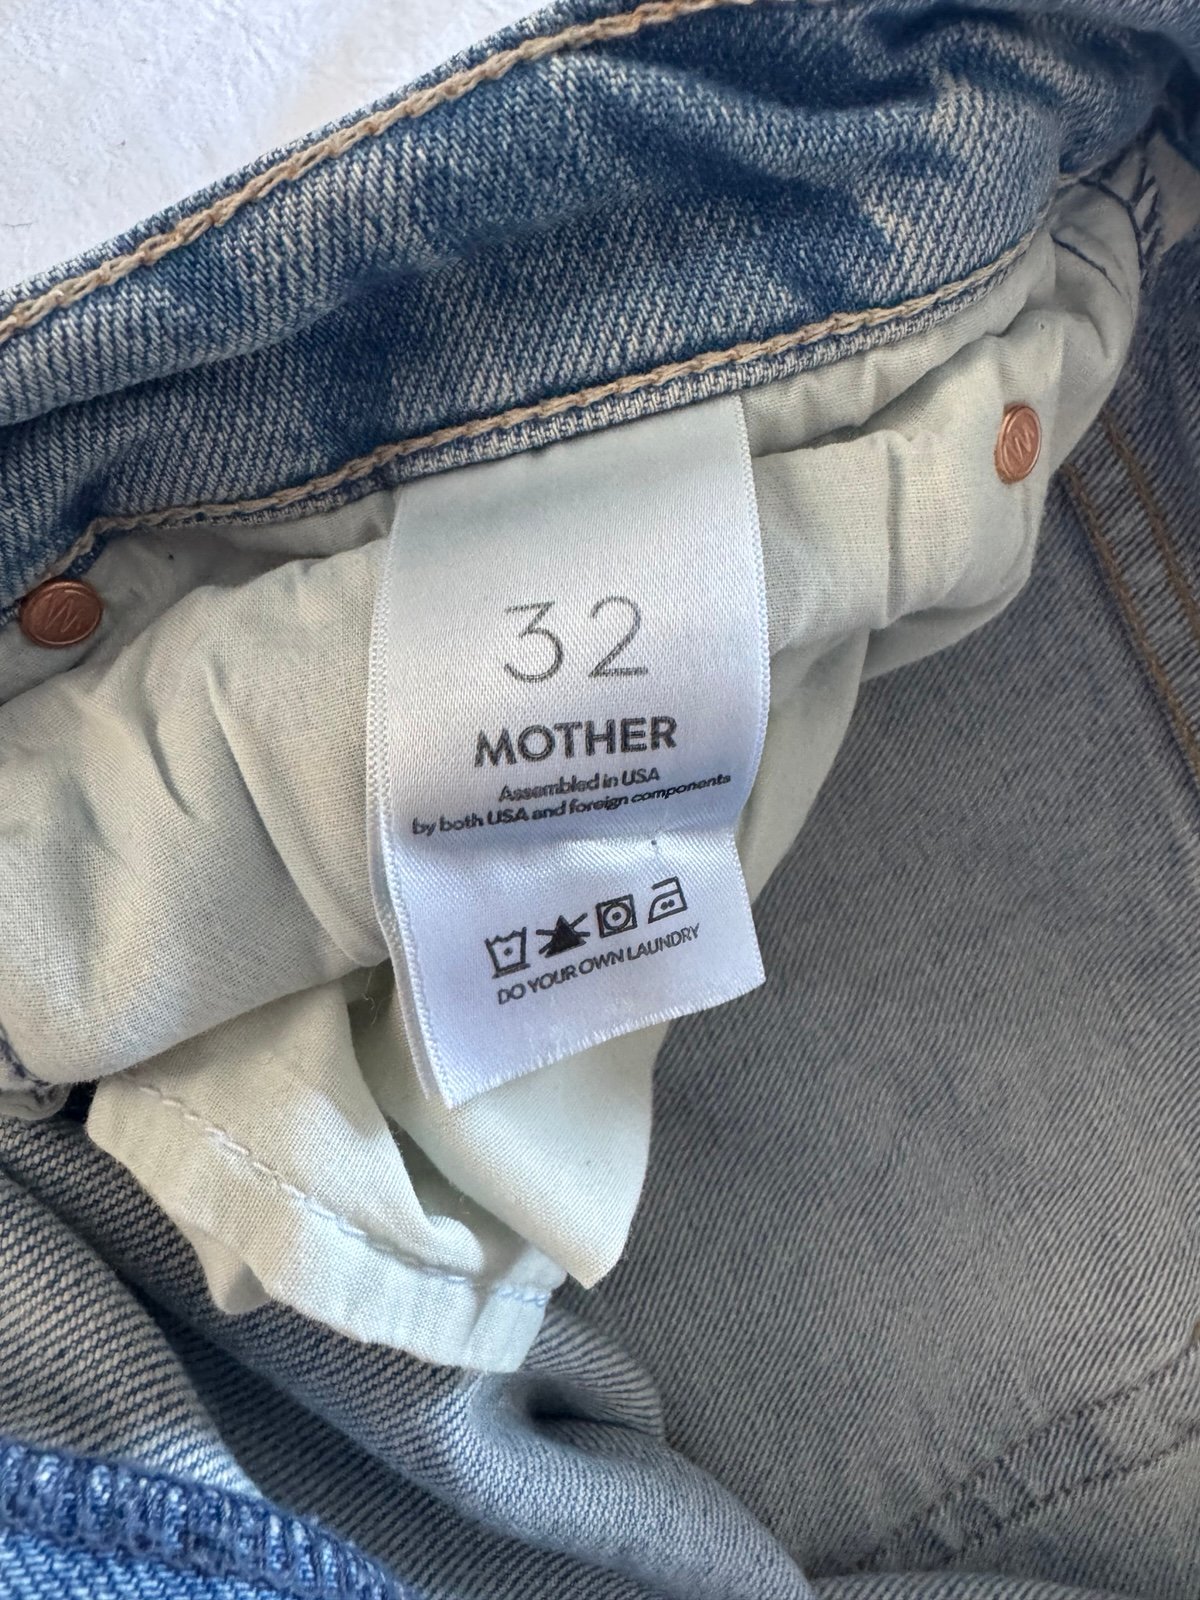 32
MOTHER
Assembled in USA
by both USA and foreign components
DO YOUR OWN LAUNDRY